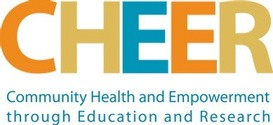 CHEER
Community Health and Empowerment
through Education and Research